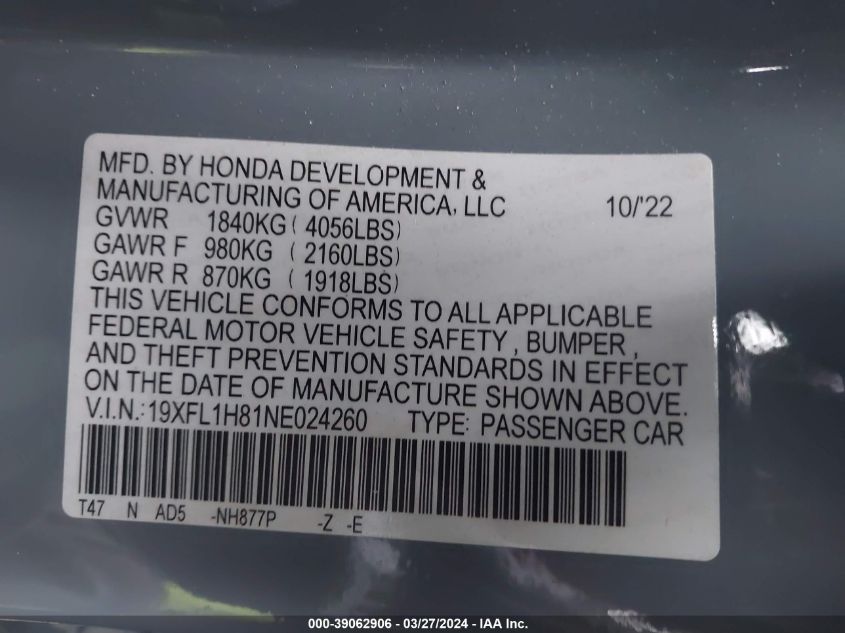 MFD. BY HONDA DEVELOPMENT &
MANUFACTURING OF AMERICA, LLC 10/'22
GVWR 1840KG ( 4056LBS)
GAWR F 980KG ( 2160LBS)
GAWR R 870KG ( 1918LBS)
THIS VEHICLE CONFORMS TO ALL APPLICABLE
FEDERAL MOTOR VEHICLE SAFETY , BUMPER ,
AND THEFT PREVENTION STANDARDS IN EFFECT
ON THE DATE OF MANUFACTURE SHOWN ABOVE.
V.I.N.: 19XFL1H81NE024260 TYPE: PASSENGER CAR
T47 N AD5 -NH877P -Z -E
000-39062906 - 03/27/2024 - IAA Inc.